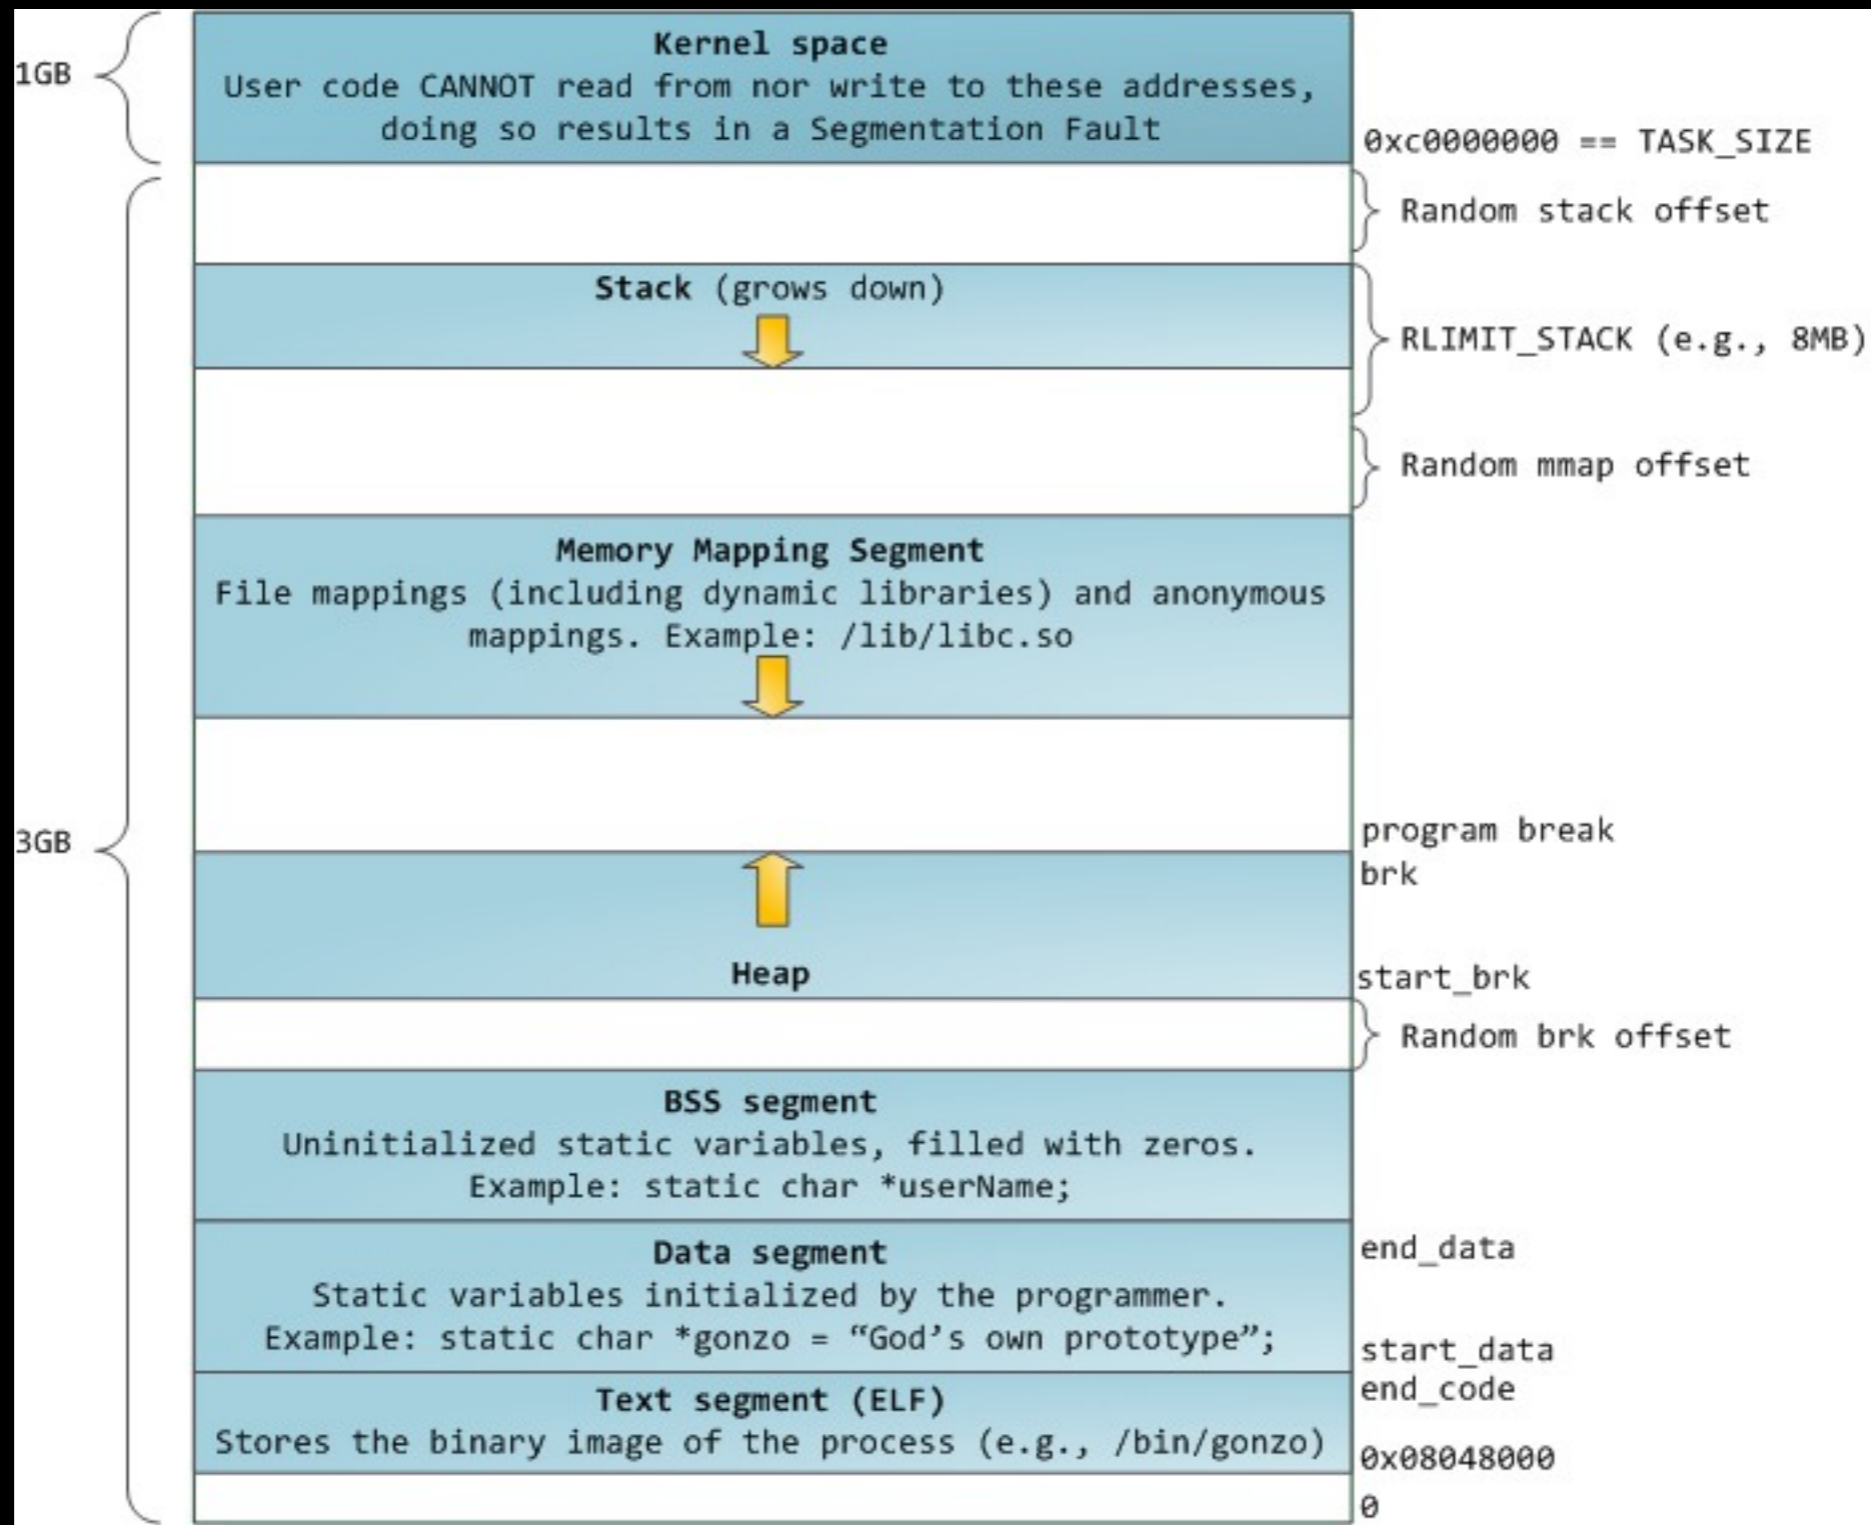 1GB
Kernel space
User code CANNOT read from nor write to these addresses,
doing so results in a Segmentation Fault
0xc0000000 == TASK_SIZE
Random stack offset
Stack (grows down)
RLIMIT_STACK (e.g., 8MB)
Random mmap offset
Memory Mapping Segment
File mappings (including dynamic libraries) and anonymous
mappings. Example: /lib/libc.so
3GB
program break
brk
Heap
start_brk
Random brk offset
BSS segment
Uninitialized static variables, filled with zeros.
Example: static char *userName;
Data segment
end_data
Static variables initialized by the programmer.
Example: static char *gonzo = “God’s own prototype”;
start_data
Text segment (ELF)
end_code
Stores the binary image of the process (e.g., /bin/gonzo)
0x08048000
0